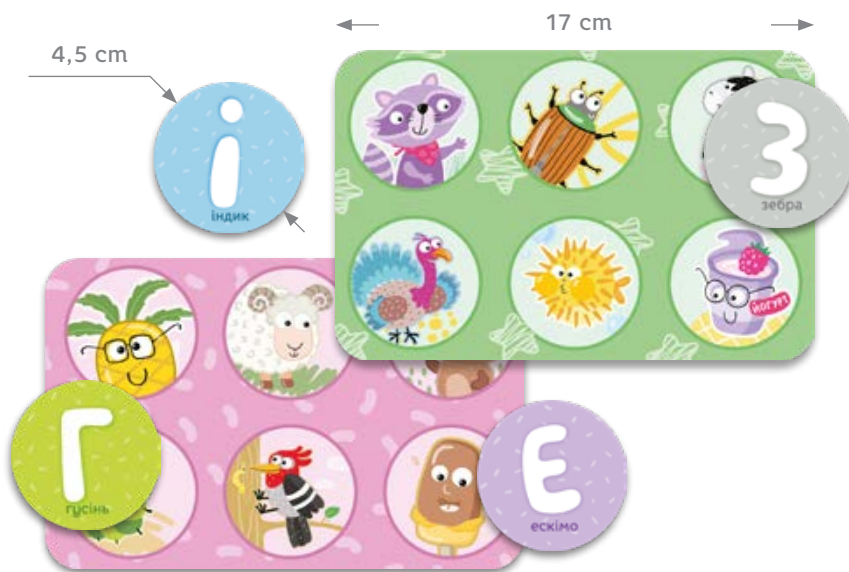 17 cm
4,5 cm
і
індик
З
зебра
ЙОГУРТ
Г
гусінь
Е
ескімо